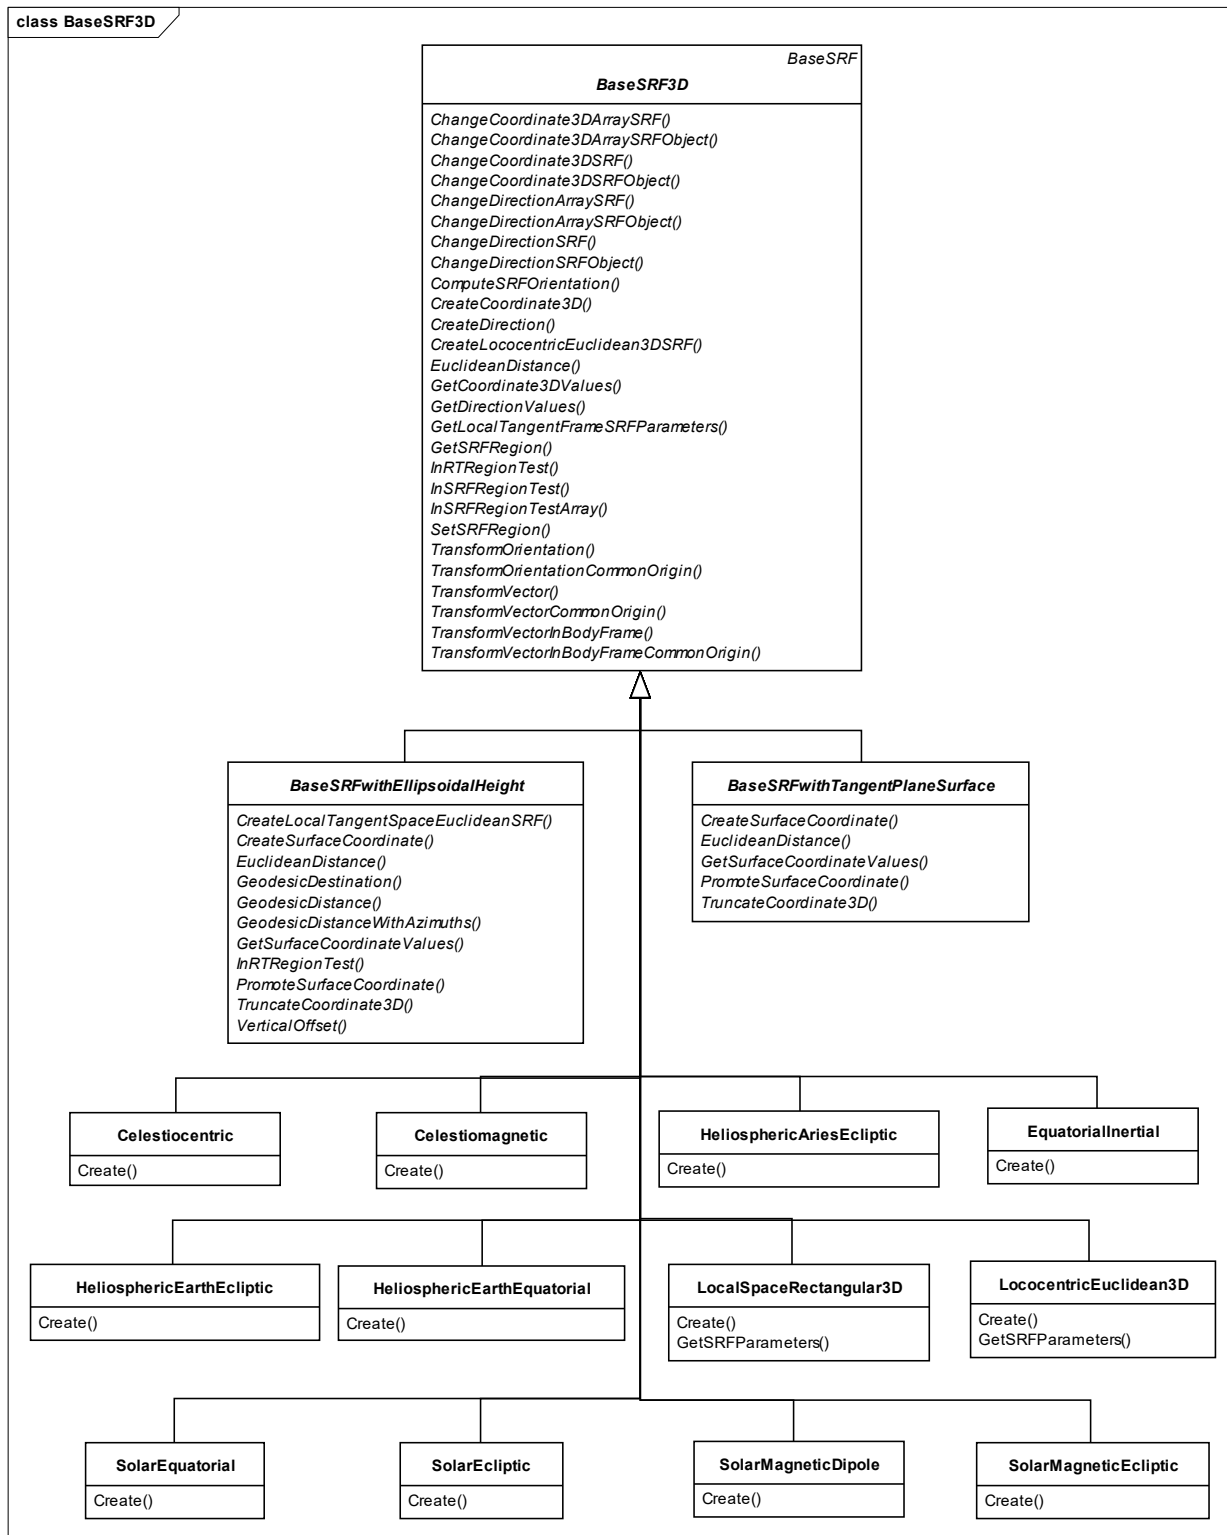 class BaseSRF3D
BaseSRF
BaseSRF3D
ChangeCoordinate3DArraySRF()
ChangeCoordinate3DArraySRFObject()
ChangeCoordinate3DSRF()
ChangeCoordinate3DSRFObject()
ChangeDirectionArraySRF()
ChangeDirectionArraySRFObject()
ChangeDirectionSRF()
ChangeDirectionSRFObject()
ComputeSRFOrientation()
CreateCoordinate3D()
CreateDirection()
CreateLococentricEuclidean3DSRF()
EuclideanDistance()
GetCoordinate3DValues()
GetDirectionValues()
GetLocalTangentFrameSRFParameters()
GetSRFRegion()
InRTRegionTest()
InSRFRegionTest()
InSRFRegionTestArray()
SetSRFRegion()
TransformOrientation()
TransformOrientationCommonOrigin()
TransformVector()
TransformVectorCommonOrigin()
TransformVectorInBodyFrame()
TransformVectorInBodyFrameCommonOrigin()
BaseSRFwithEllipsoidalHeight
CreateLocalTangentSpaceEuclideanSRF()
CreateSurfaceCoordinate()
EuclideanDistance()
GeodesicDestination()
GeodesicDistance()
GeodesicDistanceWithAzimuths()
GetSurfaceCoordinateValues()
InRTRegionTest()
PromoteSurfaceCoordinate()
TruncateCoordinate3D()
VerticalOffset()
BaseSRFwithTangentPlaneSurface
CreateSurfaceCoordinate()
EuclideanDistance()
GetSurfaceCoordinateValues()
PromoteSurfaceCoordinate()
TruncateCoordinate3D()
Celestiocentric
Create()
Celestiomagnetic
Create()
HeliosphericAriesEcliptic
Create()
EquatorialInertial
Create()
HeliosphericEarthEcliptic
Create()
HeliosphericEarthEquatorial
Create()
LocalSpaceRectangular3D
Create()
GetSRFParameters()
LococentricEuclidean3D
Create()
GetSRFParameters()
SolarEquatorial
Create()
SolarEcliptic
Create()
SolarMagneticDipole
Create()
SolarMagneticEcliptic
Create()